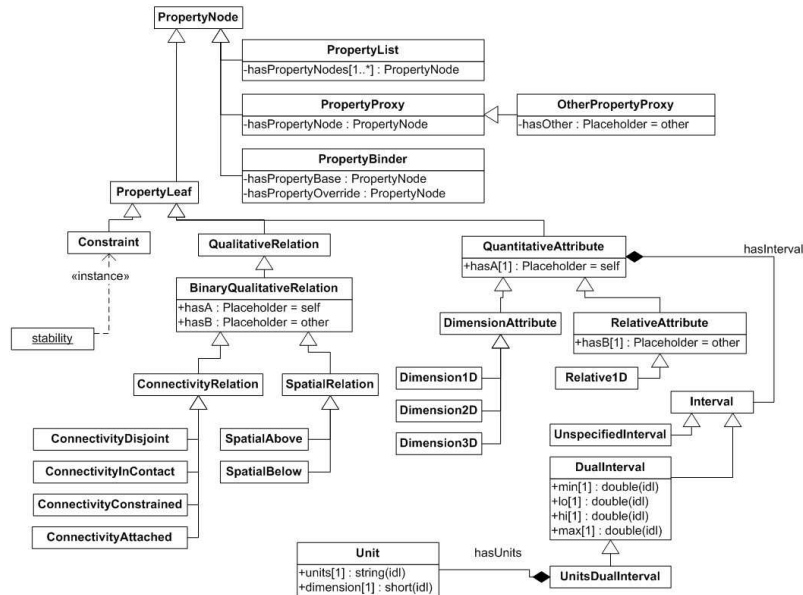 PropertyNode
PropertyList
-hasPropertyNodes[1..*] : PropertyNode
PropertyProxy
-hasPropertyNode : PropertyNode
OtherPropertyProxy
-hasOther : Placeholder = other
PropertyBinder
-hasPropertyBase : PropertyNode
-hasPropertyOverride : PropertyNode
PropertyLeaf
Constraint
«instance»
stability
QualitativeRelation
BinaryQualitativeRelation
+hasA : Placeholder = self
+hasB : Placeholder = other
QuantitativeAttribute
+hasA[1] : Placeholder = self
hasInterval
DimensionAttribute
RelativeAttribute
+hasB[1] : Placeholder = other
ConnectivityRelation
SpatialRelation
Dimension1D
Dimension2D
Dimension3D
Relative1D
Interval
UnspecifiedInterval
ConnectivityDisjoint
ConnectivityInContact
ConnectivityConstrained
ConnectivityAttached
SpatialAbove
SpatialBelow
DualInterval
+min[1] : double(idl)
+lo[1] : double(idl)
+hi[1] : double(idl)
+max[1] : double(idl)
Unit
+units[1] : string(idl)
+dimension[1] : short(idl)
hasUnits
UnitsDualInterval